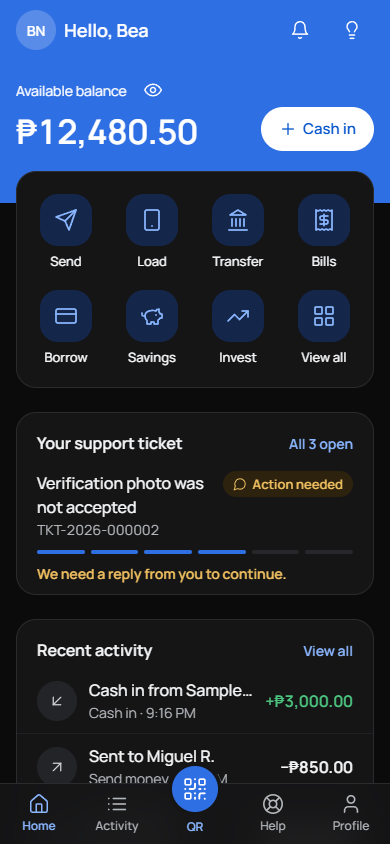 BN Hello, Bea
Available balance
₱12,480.50
Cash in
Send Load Transfer Bills
Borrow Savings Invest View all
Your support ticket All 3 open
Verification photo was
not accepted
Action needed
TKT-2026-000002
We need a reply from you to continue.
Recent activity View all
Cash in from Sample... +₱3,000.00
Cash in · 9:16 PM
Sent to Miguel R. −₱850.00
Send money
Home Activity QR Help Profile